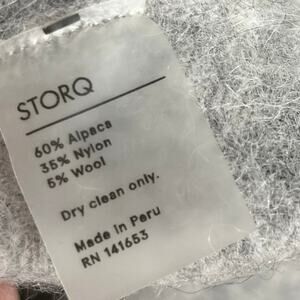 STORQ
60% Alpaca
35% Nylon
5% Wool
Dry clean only.
Made in Peru
RN 141653